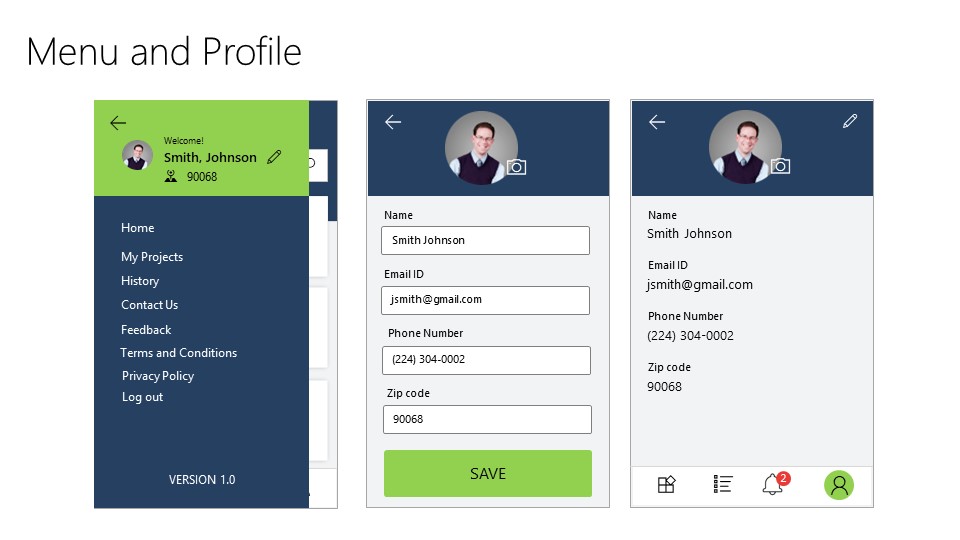 Menu and Profile
Welcome!
Smith, Johnson
90068
Home
My Projects
History
Contact Us
Feedback
Terms and Conditions
Privacy Policy
Log out
VERSION 1.0
Name
Smith Johnson
Email ID
jsmith@gmail.com
Phone Number
(224) 304-0002
Zip code
90068
SAVE
Name
Smith Johnson
Email ID
jsmith@gmail.com
Phone Number
(224) 304-0002
Zip code
90068
2